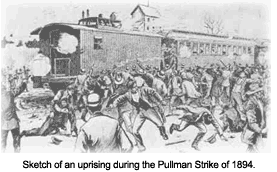 Sketch of an uprising during the Pullman Strike of 1894.